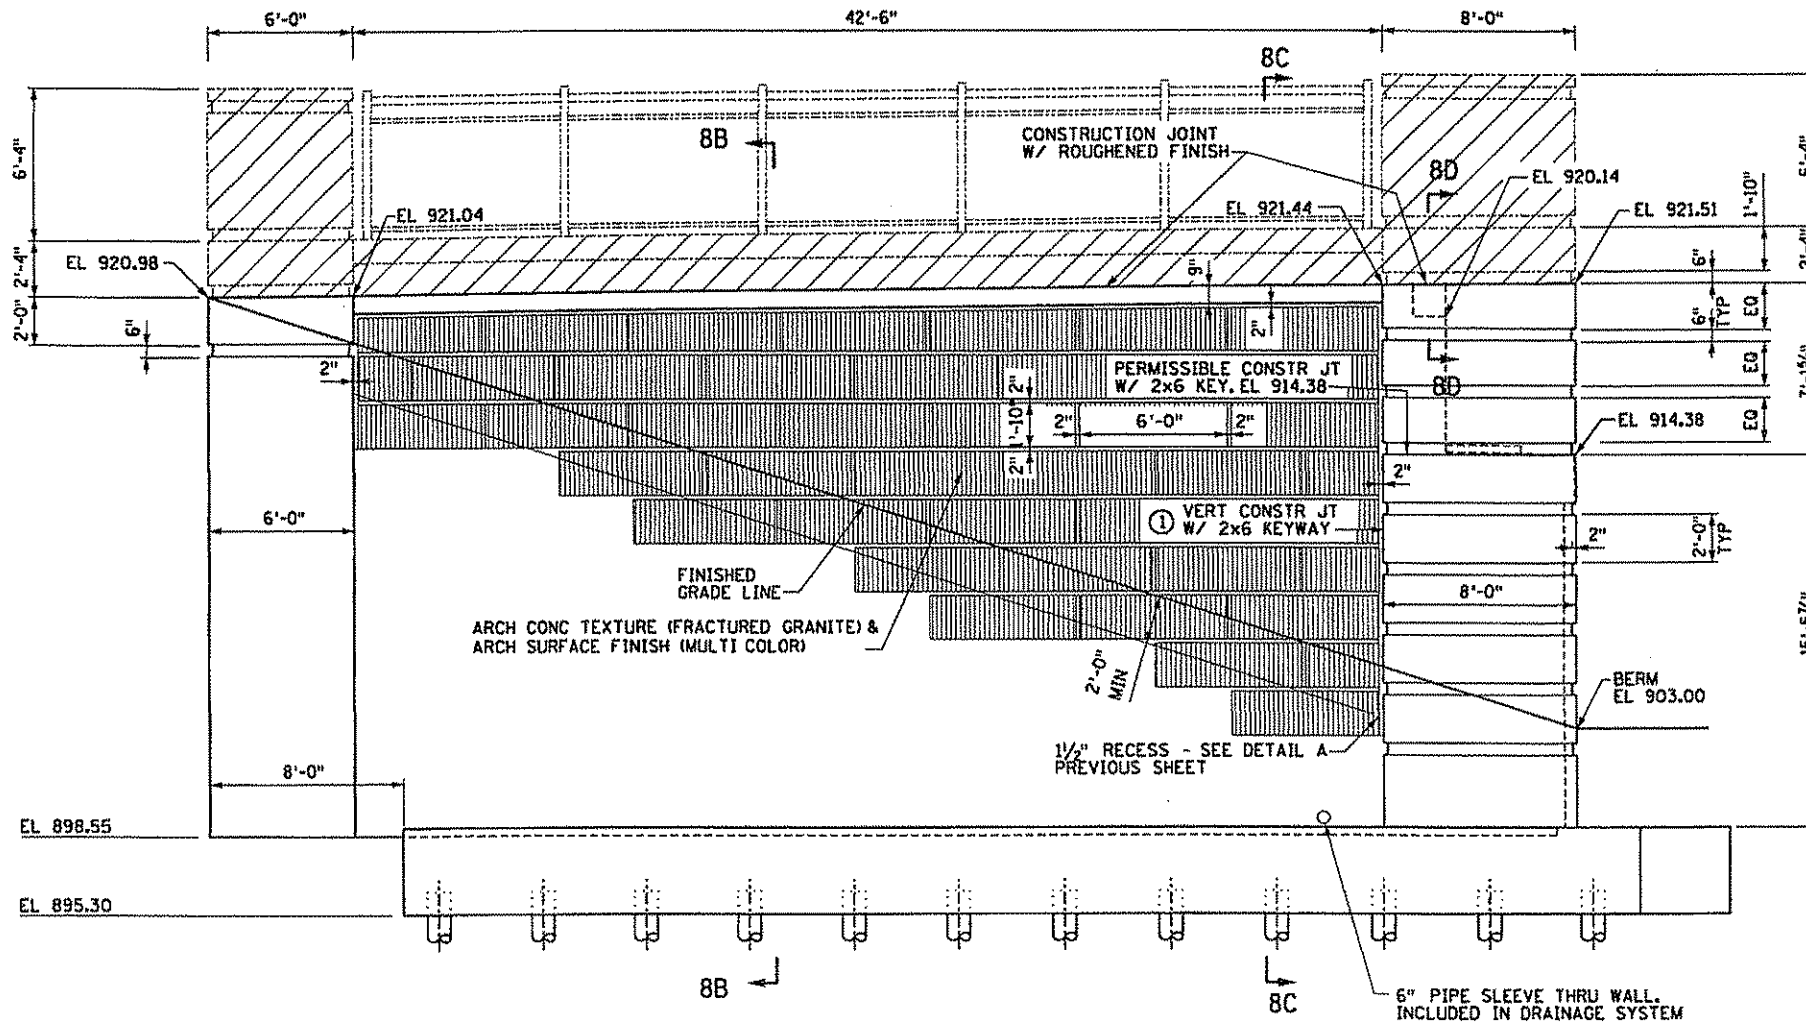 6'-0"
42'-6"
8'-0"
8C
8B
CONSTRUCTION JOINT
W/ ROUGHENED FINISH
8D
EL 920.14
6'-4"
EL 921.04
EL 921.44
EL 921.51
1'-10"
2'-4"
EL 920.98
9"
6"
2'-0"
6"
2"
6"
TYP
EQ
2"
PERMISSIBLE CONSTR JT
W/ 2x6 KEY. EL 914.38
8D
EQ
2"
1'-10"
2"
6'-0"
2"
EQ
EL 914.38
2"
2"
6'-0"
1 VERT CONSTR JT
W/ 2x6 KEYWAY
2'-0"
TYP
2"
FINISHED
GRADE LINE
8'-0"
ARCH CONC TEXTURE (FRACTURED GRANITE) &
ARCH SURFACE FINISH (MULTI COLOR)
2'-0"
MIN
BERM
EL 903.00
1 1/2" RECESS - SEE DETAIL A
PREVIOUS SHEET
8'-0"
EL 898.55
EL 895.30
8B
8C
6" PIPE SLEEVE THRU WALL.
INCLUDED IN DRAINAGE SYSTEM